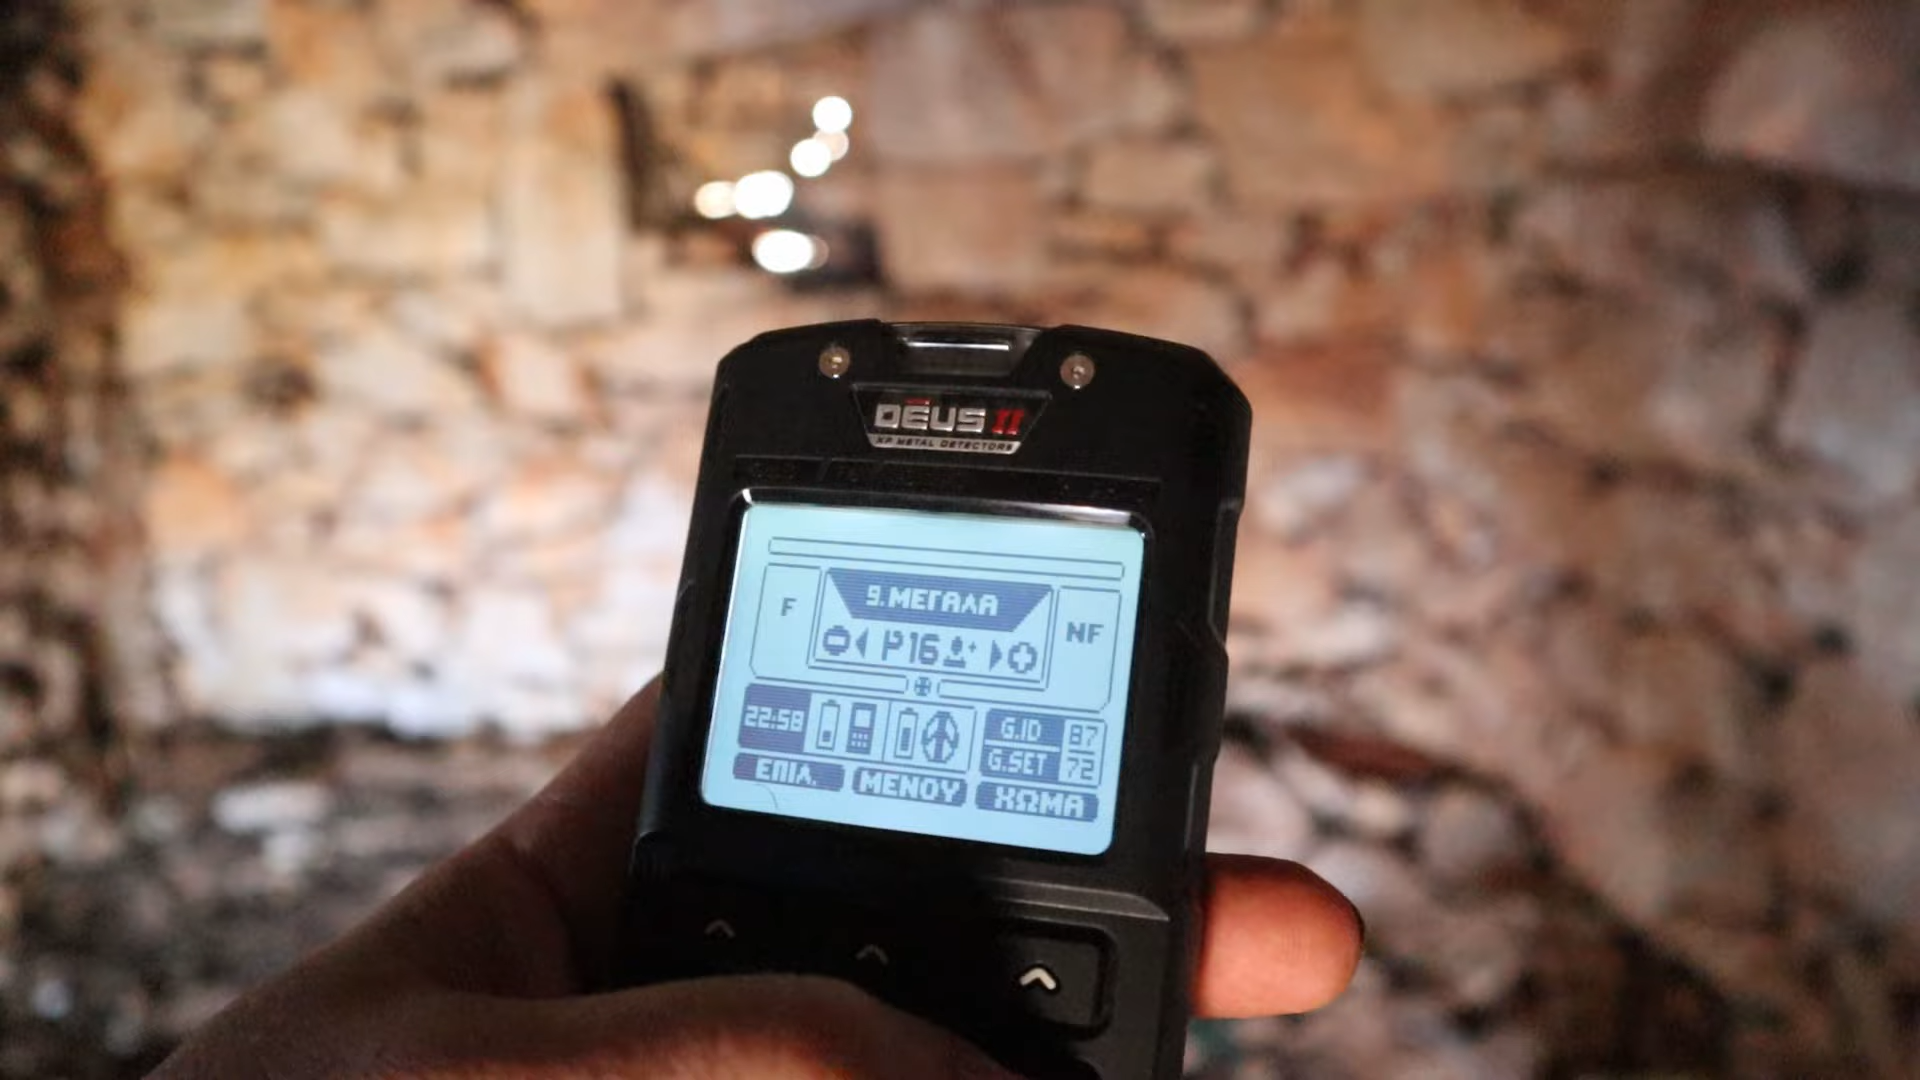 DEUS II
XP METAL DETECTORS
9.ΜΕΓΑΛΑ
F
P16
NF
22:58
G.ID 87
G.SET 72
ΕΠΙΛ.
ΜΕΝΟΥ
ΧΩΜΑ